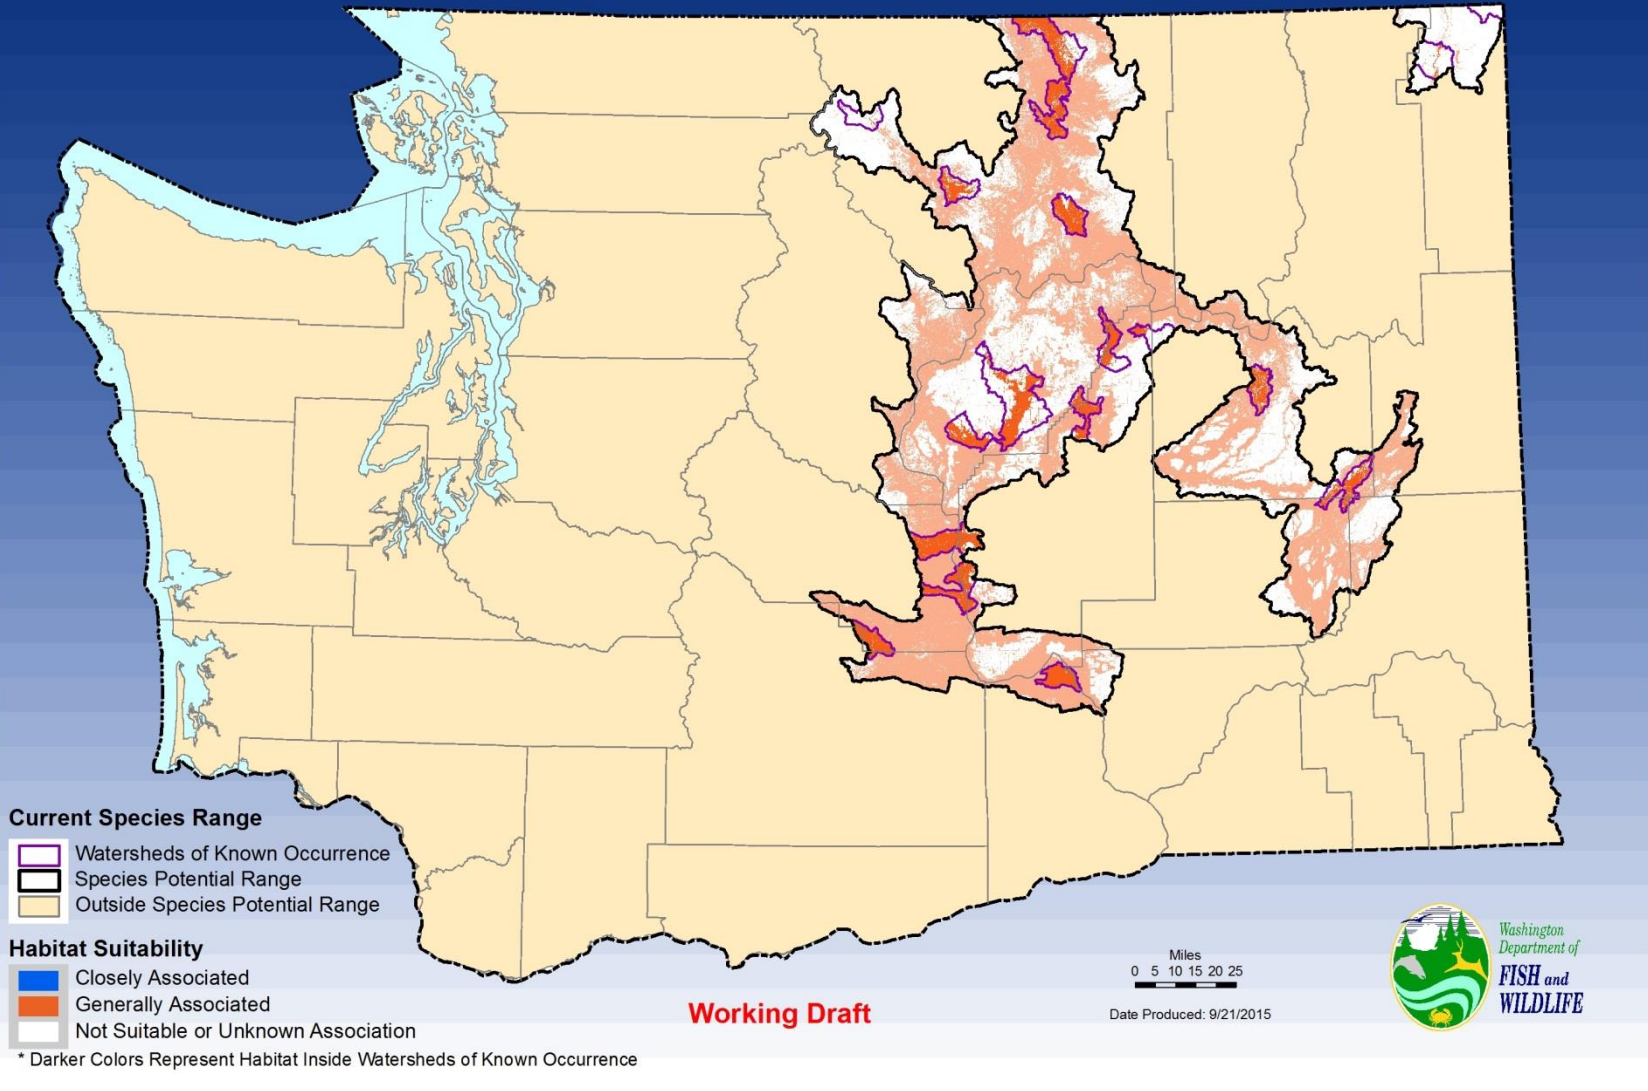 Current Species Range
Watersheds of Known Occurrence
Species Potential Range
Outside Species Potential Range
Habitat Suitability
Closely Associated
Generally Associated
Not Suitable or Unknown Association
* Darker Colors Represent Habitat Inside Watersheds of Known Occurrence
Working Draft
Miles
0 5 10 15 20 25
Date Produced: 9/21/2015
Washington
Department of
FISH and
WILDLIFE